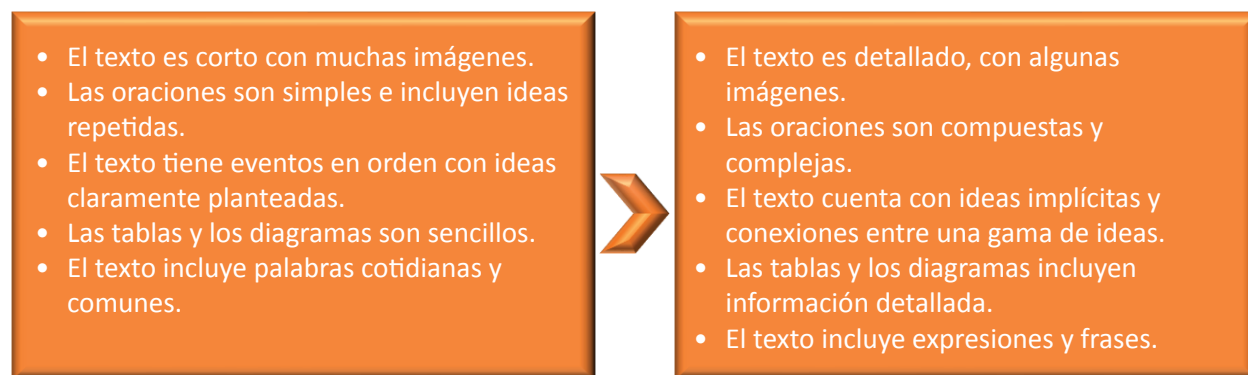 • El texto es corto con muchas imágenes.
• Las oraciones son simples e incluyen ideas
repetidas.
• El texto tiene eventos en orden con ideas
claramente planteadas.
• Las tablas y los diagramas son sencillos.
• El texto incluye palabras cotidianas y
comunes.
• El texto es detallado, con algunas
imágenes.
• Las oraciones son compuestas y
complejas.
• El texto cuenta con ideas implícitas y
conexiones entre una gama de ideas.
• Las tablas y los diagramas incluyen
información detallada.
• El texto incluye expresiones y frases.